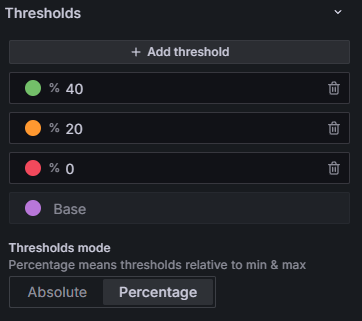 Thresholds
+ Add threshold
% 40
% 20
% 0
Base
Thresholds mode
Percentage means thresholds relative to min & max
Absolute Percentage